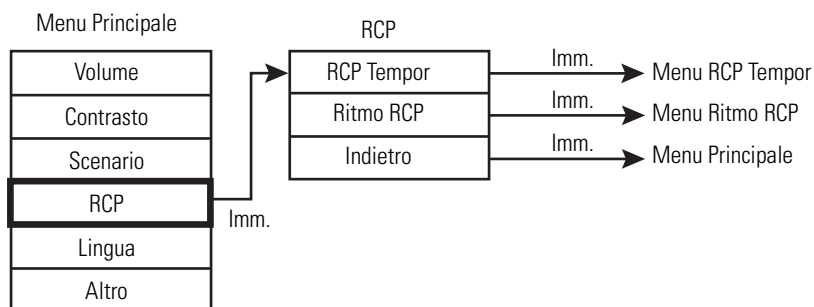 Menu Principale
Volume
Contrasto
Scenario
RCP
Lingua
Altro
Imm.
RCP
RCP Tempor
Ritmo RCP
Indietro
Imm.
Menu RCP Tempor
Imm.
Menu Ritmo RCP
Imm.
Menu Principale